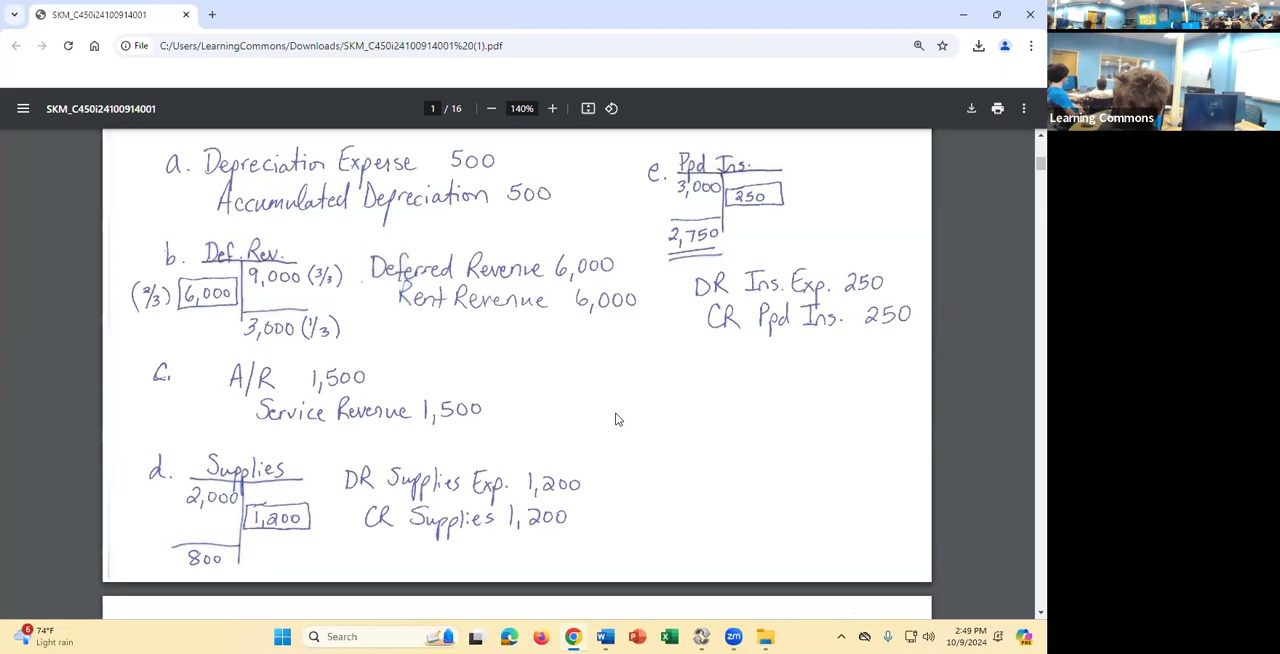 SKM_C450i24100914001
File
C:/Users/LearningCommons/Downloads/SKM_C450i24100914001%20(1).pdf
SKM_C450i24100914001
1 / 16
140%
Learning Commons
a. Depreciation Expense 500
Accumulated Depreciation 500
b. Def. Rev.
9,000 (3/3)
(2/3) 6,000
3,000 (1/3)
Deferred Revenue 6,000
Rent Revenue 6,000
c. A/R 1,500
Service Revenue 1,500
d. Supplies
2,000
1,200
800
DR Supplies Exp. 1,200
CR Supplies 1,200
e. Ppd Ins.
3,000
250
2,750
DR Ins. Exp. 250
CR Ppd Ins. 250
6
74°F
Light rain
Search
zm
2:49 PM
10/9/2024